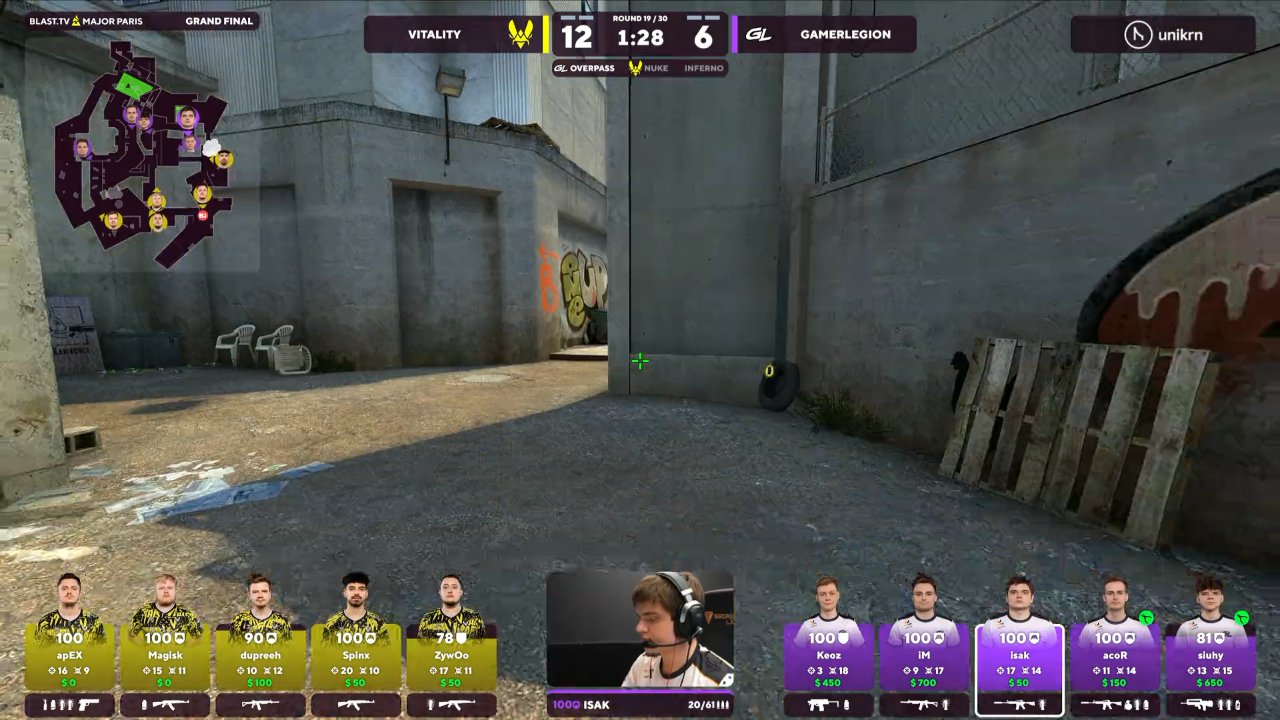 BLAST.TV MAJOR PARIS GRAND FINAL
VITALITY 12 ROUND 19 / 30 1:28 6 GL GAMERLEGION
unikrn
GL OVERPASS NUKE INFERNO
A
B
100 100 90 100 78
apEX Magisk dupreeh Spinx ZywOo
16 9 15 11 10 12 20 10 17 11
$0 $0 $100 $50 $50
100 ISAK 20/61
100 100 100 100 81
Keoz iM isak acoR siuhy
3 18 9 17 17 14 11 14 13 15
$450 $700 $50 $150 $650